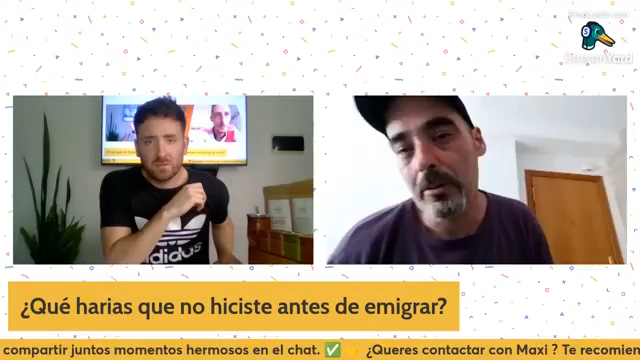 StreamYard
adidas
¿Qué harias que no hiciste antes de emigrar?
compartir juntos momentos hermosos en el chat. ✅ 👉 ¿Queres contactar con Maxi ? Te recomien